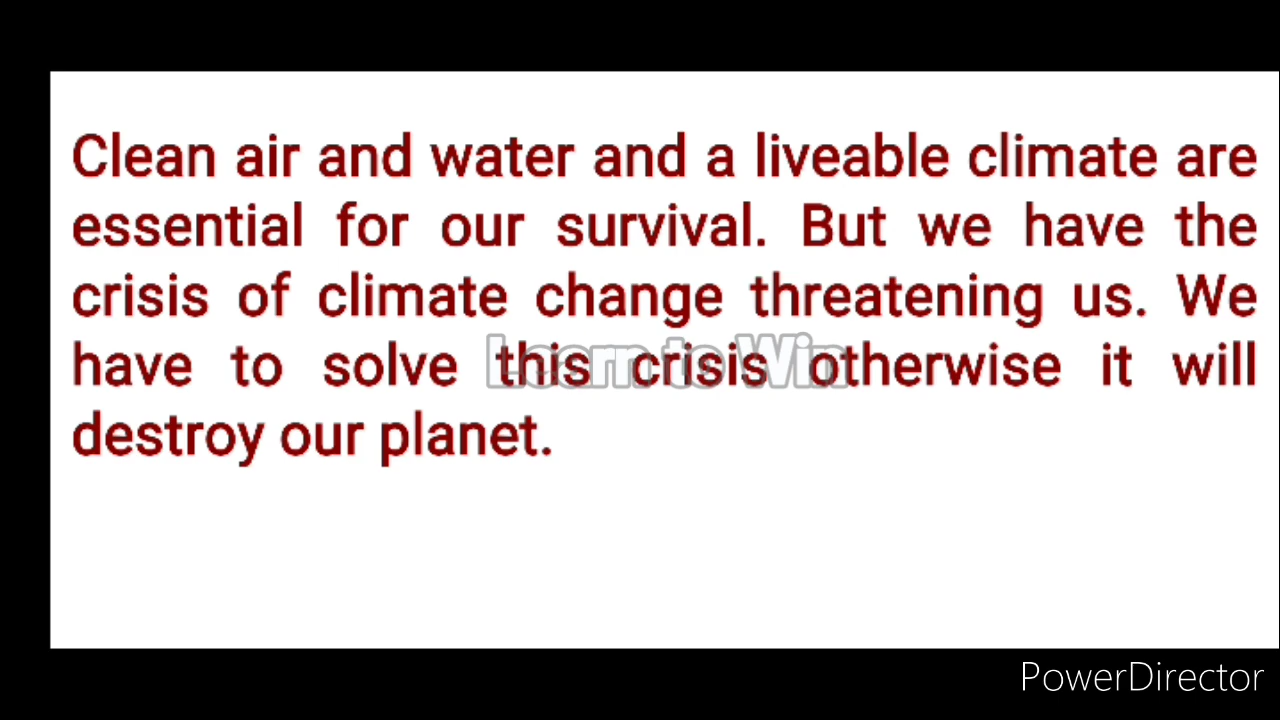 Clean air and water and a liveable climate are
essential for our survival. But we have the
crisis of climate change threatening us. We
have to solve this crisis otherwise it will
Learn to Win
destroy our planet.
PowerDirector